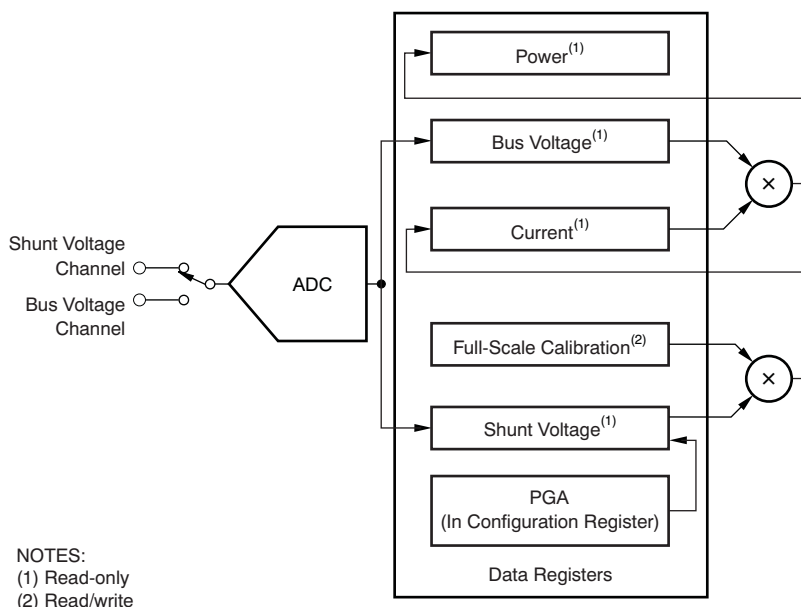 Power(1)
Bus Voltage(1)
×
Current(1)
Shunt Voltage
Channel
ADC
Bus Voltage
Channel
Full-Scale Calibration(2)
×
Shunt Voltage(1)
PGA
(In Configuration Register)
Data Registers
NOTES:
(1) Read-only
(2) Read/write